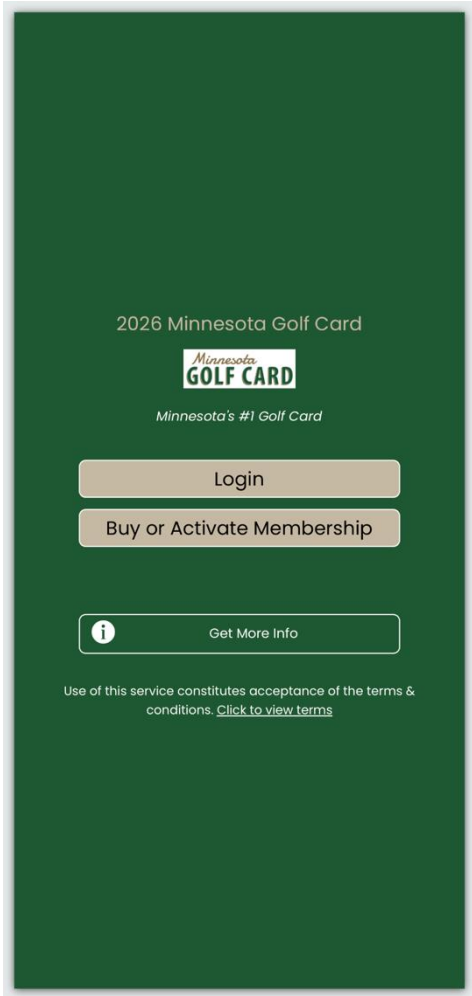 2026 Minnesota Golf Card
Minnesota
GOLF CARD
Minnesota's #1 Golf Card
Login
Buy or Activate Membership
i
Get More Info
Use of this service constitutes acceptance of the terms &
conditions. Click to view terms